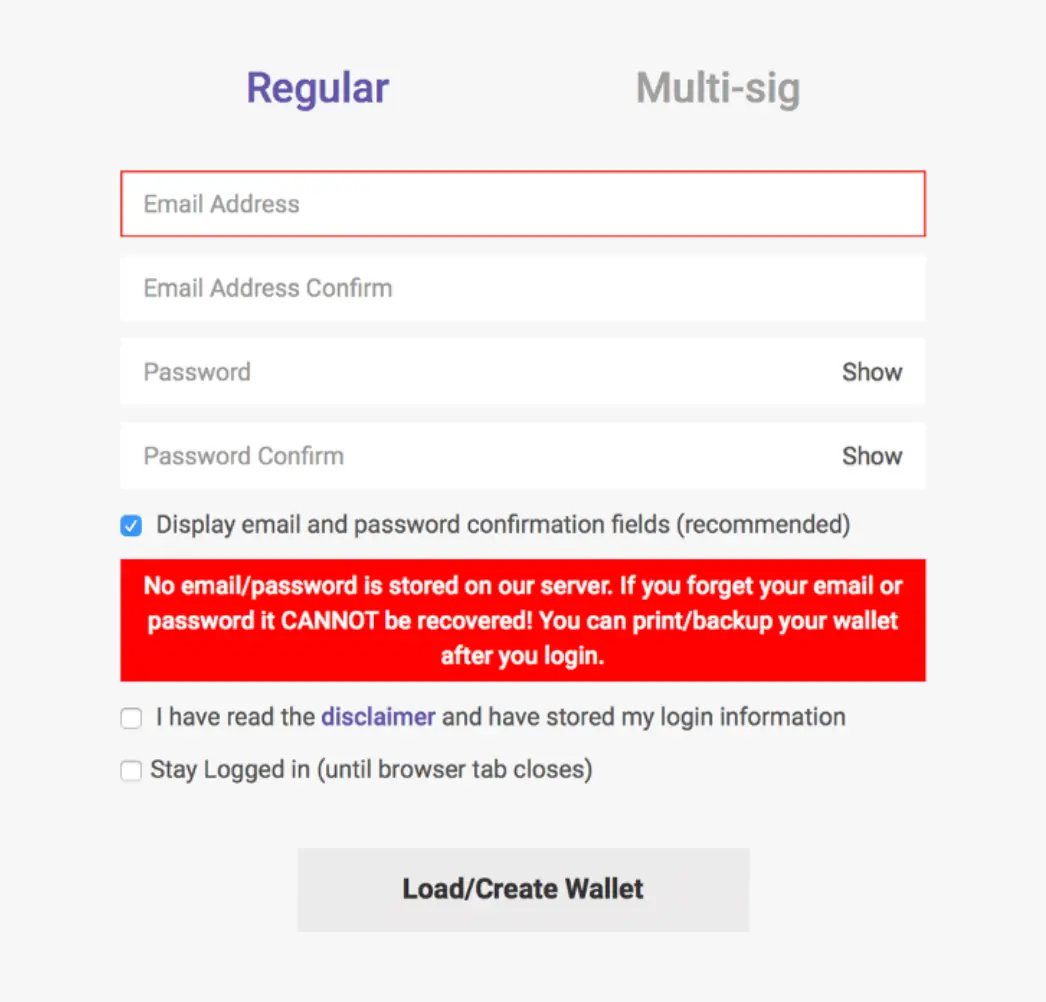 Regular Multi-sig
Email Address
Email Address Confirm
Password Show
Password Confirm Show
Display email and password confirmation fields (recommended)
No email/password is stored on our server. If you forget your email or
password it CANNOT be recovered! You can print/backup your wallet
after you login.
I have read the disclaimer and have stored my login information
Stay Logged in (until browser tab closes)
Load/Create Wallet